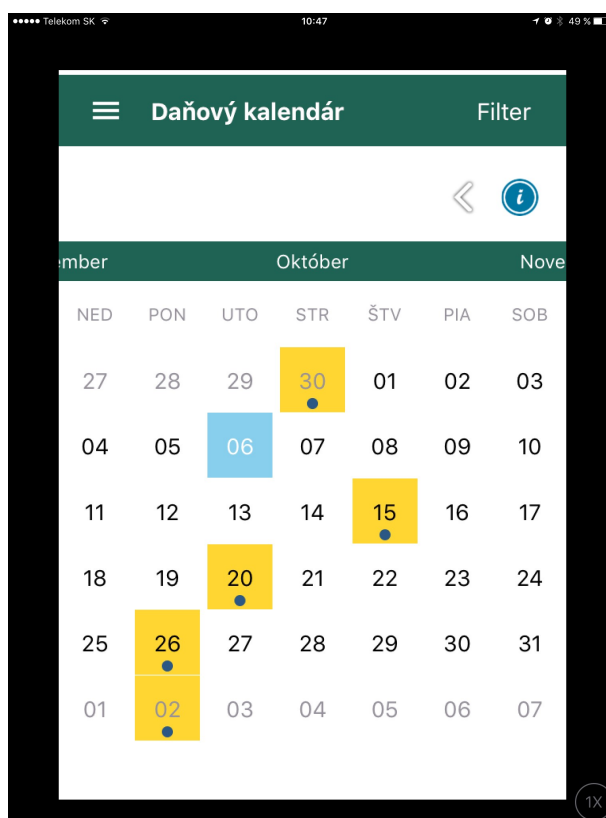 Telekom SK 10:47 49 %
Daňový kalendár Filter
i
ember Október Nove
NED PON UTO STR ŠTV PIA SOB
27 28 29 30 01 02 03
04 05 06 07 08 09 10
11 12 13 14 15 16 17
18 19 20 21 22 23 24
25 26 27 28 29 30 31
01 02 03 04 05 06 07
1X